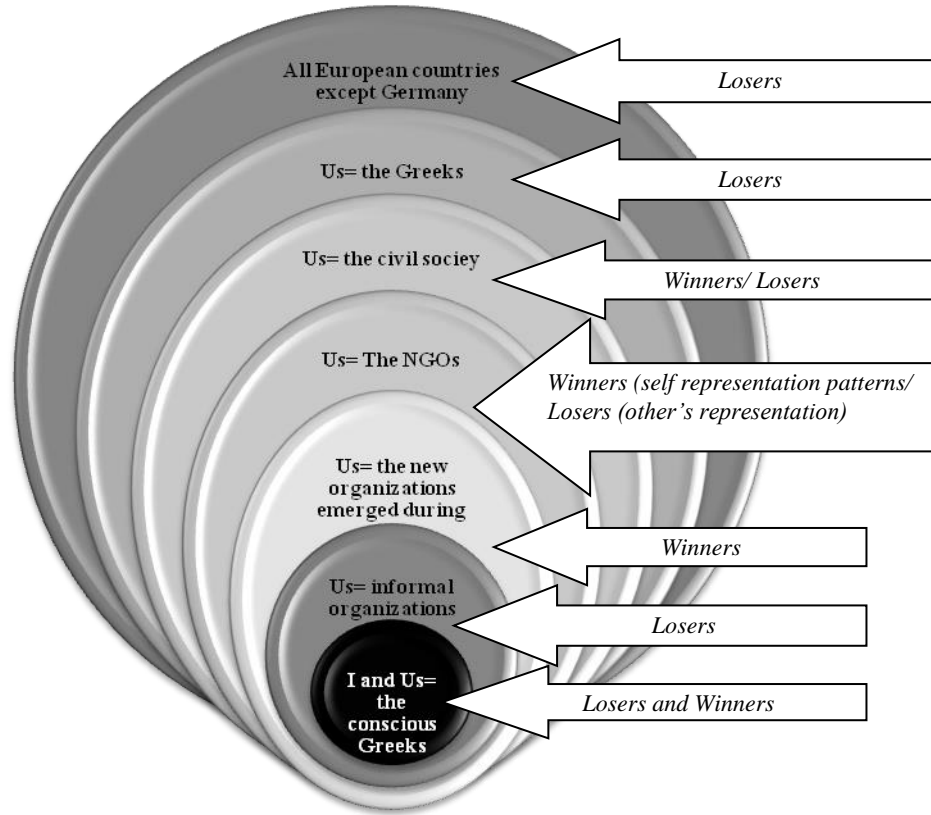 All European countries
except Germany
Losers
Us= the Greeks
Losers
Us= the civil sociey
Winners/ Losers
Us= The NGOs
Winners (self representation patterns/
Losers (other's representation)
Us= the new
organizations
emerged during
Winners
Us= informal
organizations
Losers
I and Us=
the
conscious
Greeks
Losers and Winners